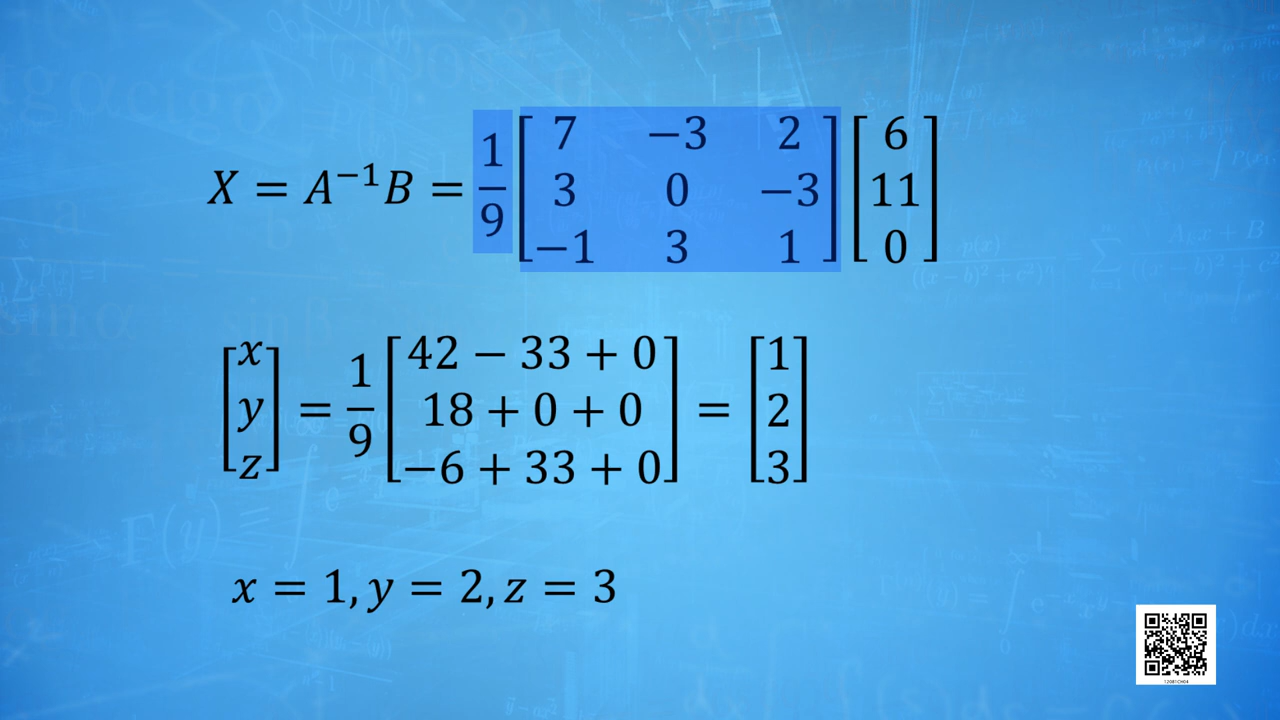 X = A⁻¹B = 1/9 [7 −3 2; 3 0 −3; −1 3 1] [6; 11; 0]
[x; y; z] = 1/9 [42 − 33 + 0; 18 + 0 + 0; −6 + 33 + 0] = [1; 2; 3]
x = 1, y = 2, z = 3
12081CH04